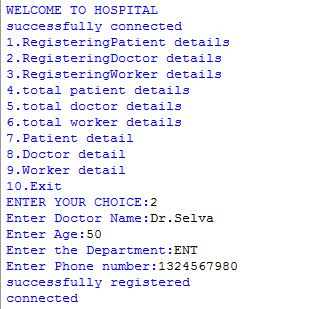 WELCOME TO HOSPITAL
successfully connected
1.RegisteringPatient details
2.RegisteringDoctor details
3.RegisteringWorker details
4.total patient details
5.total doctor details
6.total worker details
7.Patient detail
8.Doctor detail
9.Worker detail
10.Exit
ENTER YOUR CHOICE:2
Enter Doctor Name:Dr.Selva
Enter Age:50
Enter the Department:ENT
Enter Phone number:1324567980
successfully registered
connected